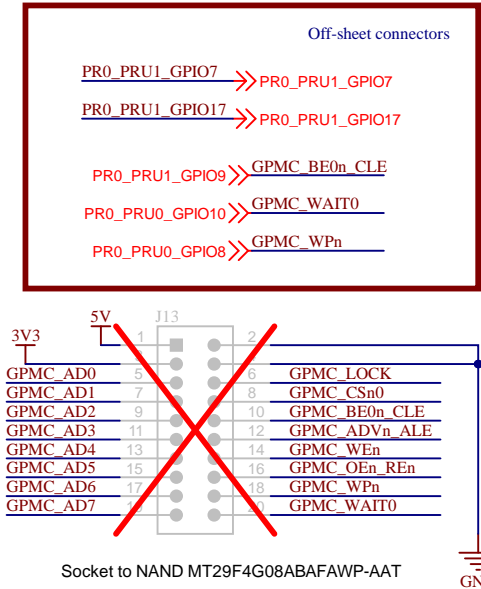 Off-sheet connectors
PR0_PRU1_GPIO7 PR0_PRU1_GPIO7
PR0_PRU1_GPIO17 PR0_PRU1_GPIO17
PR0_PRU1_GPIO9 GPMC_BE0n_CLE
PR0_PRU0_GPIO10 GPMC_WAIT0
PR0_PRU0_GPIO8 GPMC_WPn
5V J13
3V3 1 2
GPMC_AD0 5 6 GPMC_LOCK
GPMC_AD1 7 8 GPMC_CSn0
GPMC_AD2 9 10 GPMC_BE0n_CLE
GPMC_AD3 11 12 GPMC_ADVn_ALE
GPMC_AD4 13 14 GPMC_WEn
GPMC_AD5 15 16 GPMC_OEn_REn
GPMC_AD6 17 18 GPMC_WPn
GPMC_AD7 GPMC_WAIT0
Socket to NAND MT29F4G08ABAFAWP-AAT